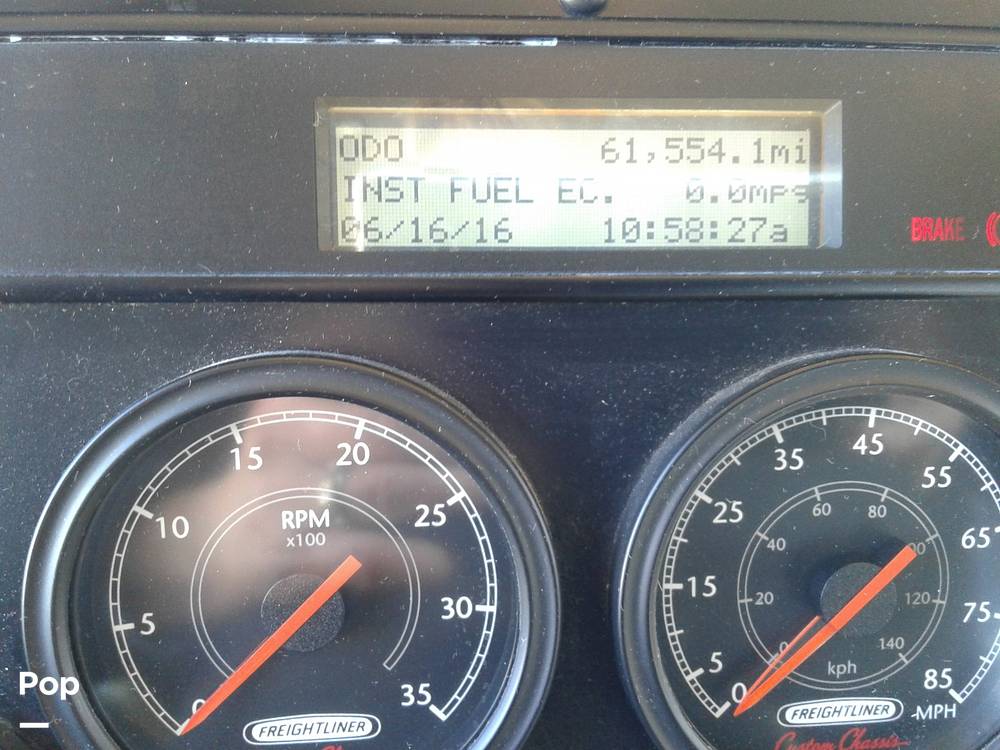 ODO 61,554.1mi
INST FUEL EC. 0.0mpg
06/16/16 10:58:27a
BRAKE
0 5 10 15 20 25 30 35
RPM
x100
FREIGHTLINER
0 5 15 25 35 45 55 65 75 85
MPH
0 20 40 60 80 100 120 140
kph
FREIGHTLINER
Custom Chassis
Pop